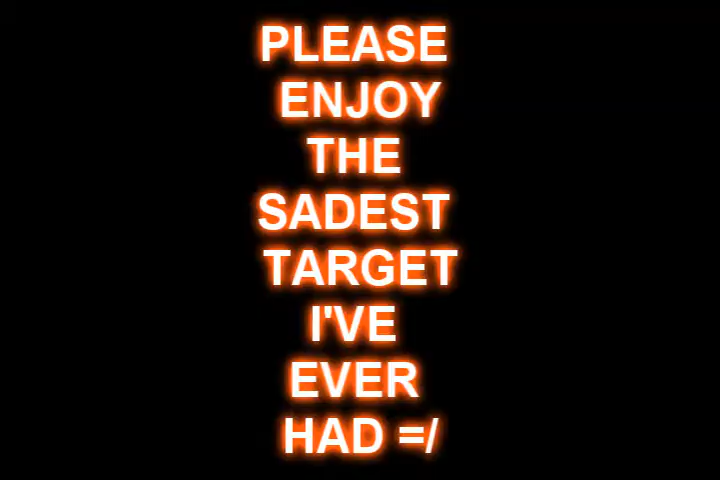 PLEASE
ENJOY
THE
SADEST
TARGET
I'VE
EVER
HAD =/